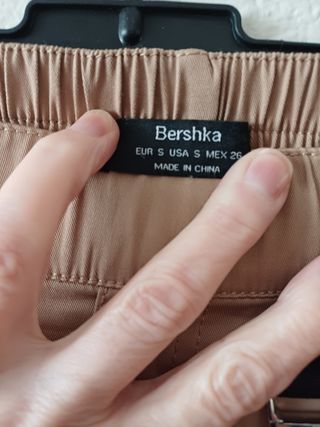 Bershka
EUR S USA S MEX 26
MADE IN CHINA